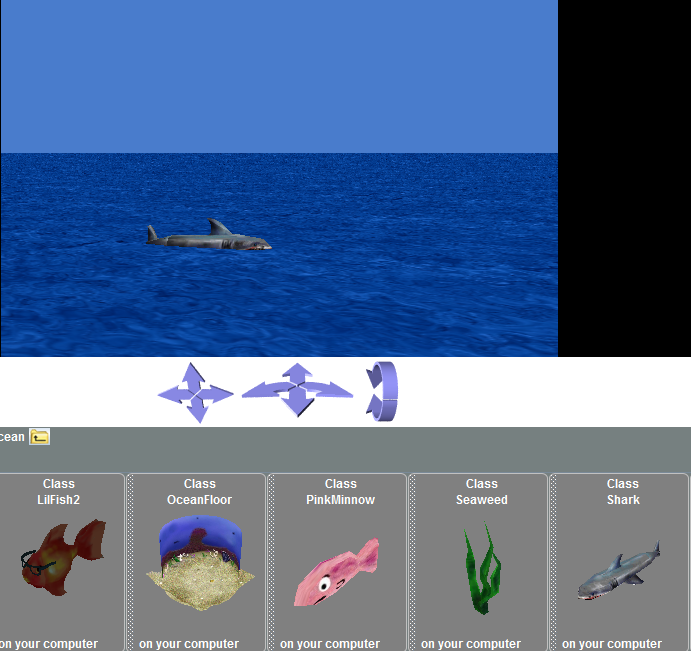 cean
Class
LilFish2
on your computer
Class
OceanFloor
on your computer
Class
PinkMinnow
on your computer
Class
Seaweed
on your computer
Class
Shark
on your computer